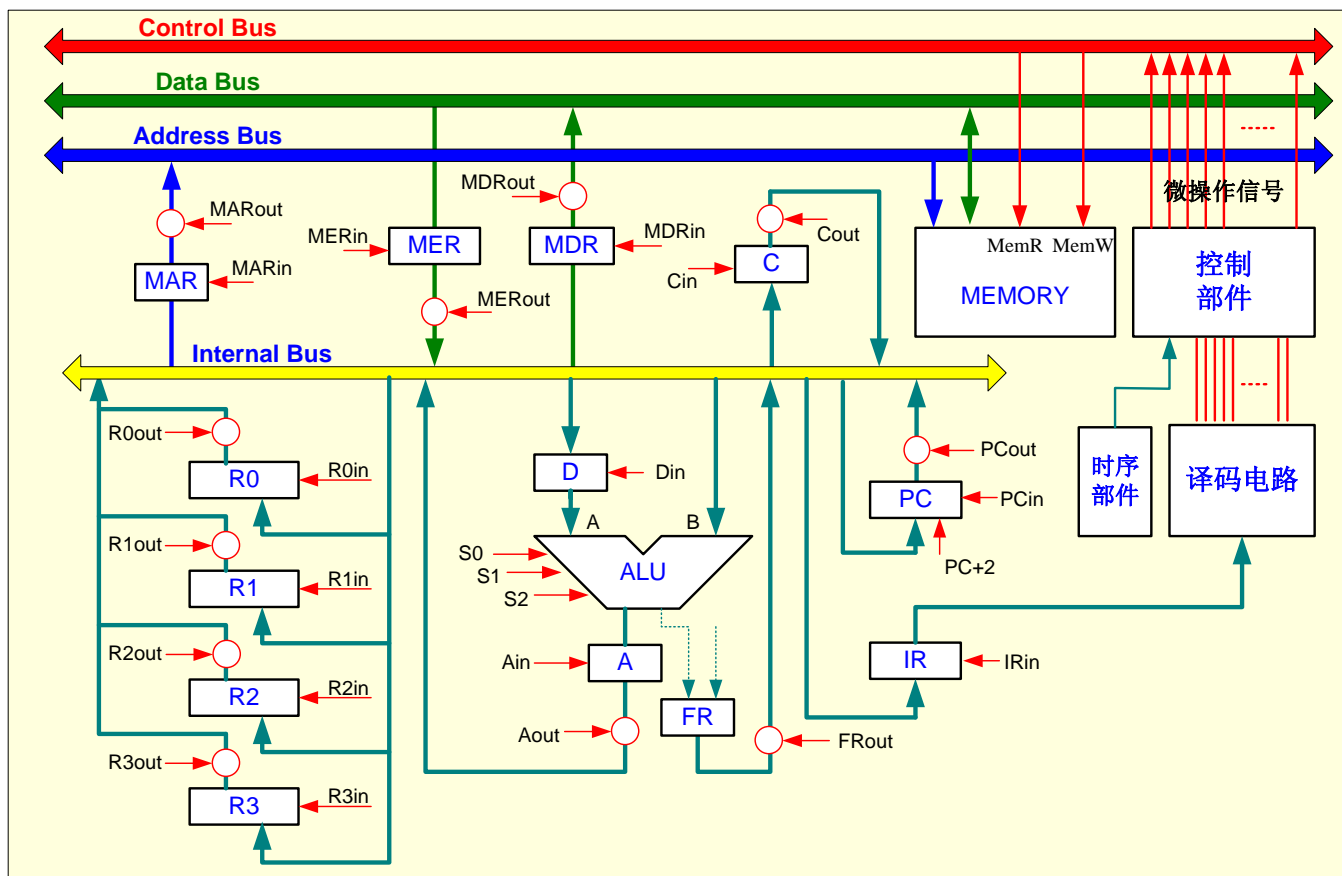 Control Bus
Data Bus
Address Bus
微操作信号
MARout
MARin
MAR
MERin
MER
MERout
MDRout
MDRin
MDR
Cout
Cin
C
MemR MemW
MEMORY
控制
部件
Internal Bus
R0out
R0in
R0
R1out
R1in
R1
R2out
R2in
R2
R3out
R3in
R3
D
Din
A
B
S0
S1
S2
ALU
Ain
A
Aout
FR
FRout
PCout
PC
PCin
PC+2
时序
部件
译码电路
IR
IRin